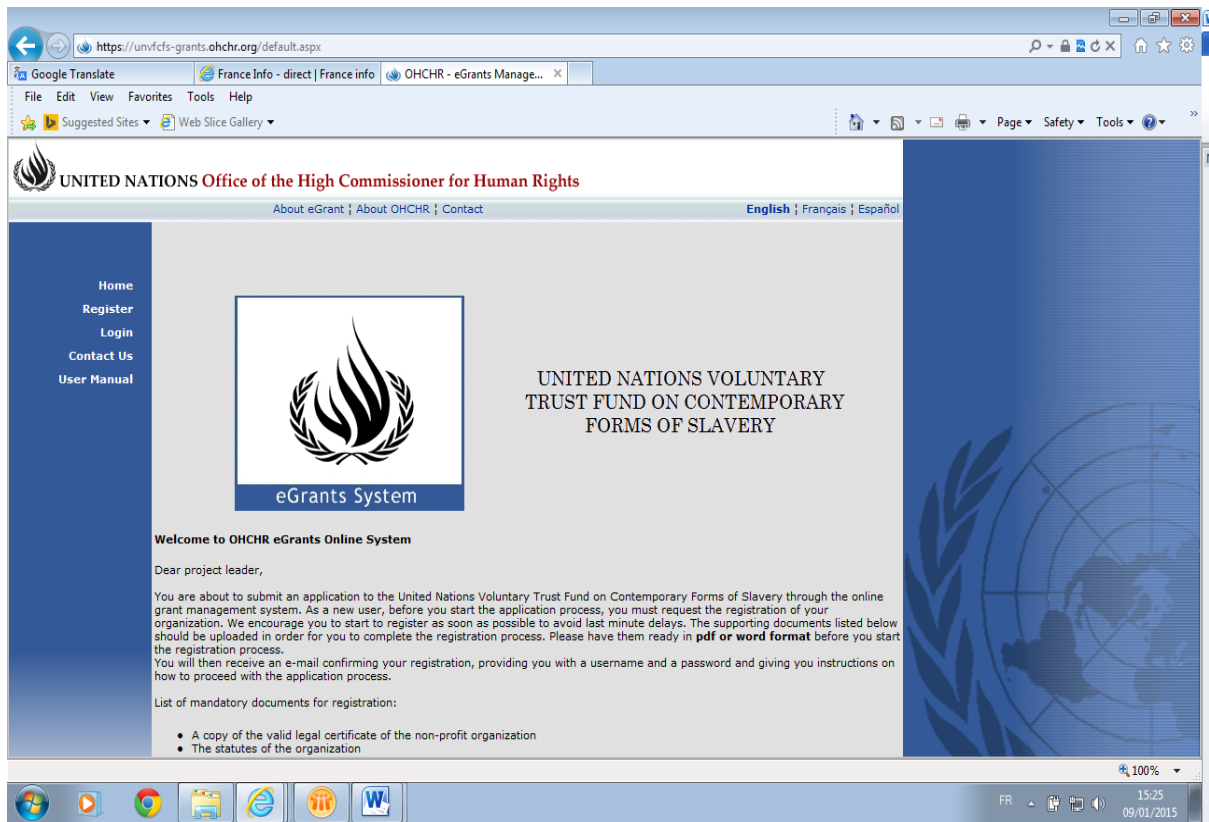 https://unvfcfs-grants.ohchr.org/default.aspx
Google Translate
France Info - direct | France info
OHCHR - eGrants Manage...
File Edit View Favorites Tools Help
Suggested Sites
Web Slice Gallery
Page Safety Tools
UNITED NATIONS Office of the High Commissioner for Human Rights
About eGrant ¦ About OHCHR ¦ Contact
English ¦ Français ¦ Español
Home
Register
Login
Contact Us
User Manual
eGrants System
UNITED NATIONS VOLUNTARY
TRUST FUND ON CONTEMPORARY
FORMS OF SLAVERY
Welcome to OHCHR eGrants Online System
Dear project leader,
You are about to submit an application to the United Nations Voluntary Trust Fund on Contemporary Forms of Slavery through the online
grant management system. As a new user, before you start the application process, you must request the registration of your
organization. We encourage you to start to register as soon as possible to avoid last minute delays. The supporting documents listed below
should be uploaded in order for you to complete the registration process. Please have them ready in pdf or word format before you start
the registration process.
You will then receive an e-mail confirming your registration, providing you with a username and a password and giving you instructions on
how to proceed with the application process.
List of mandatory documents for registration:
• A copy of the valid legal certificate of the non-profit organization
• The statutes of the organization
100%
FR
15:25
09/01/2015